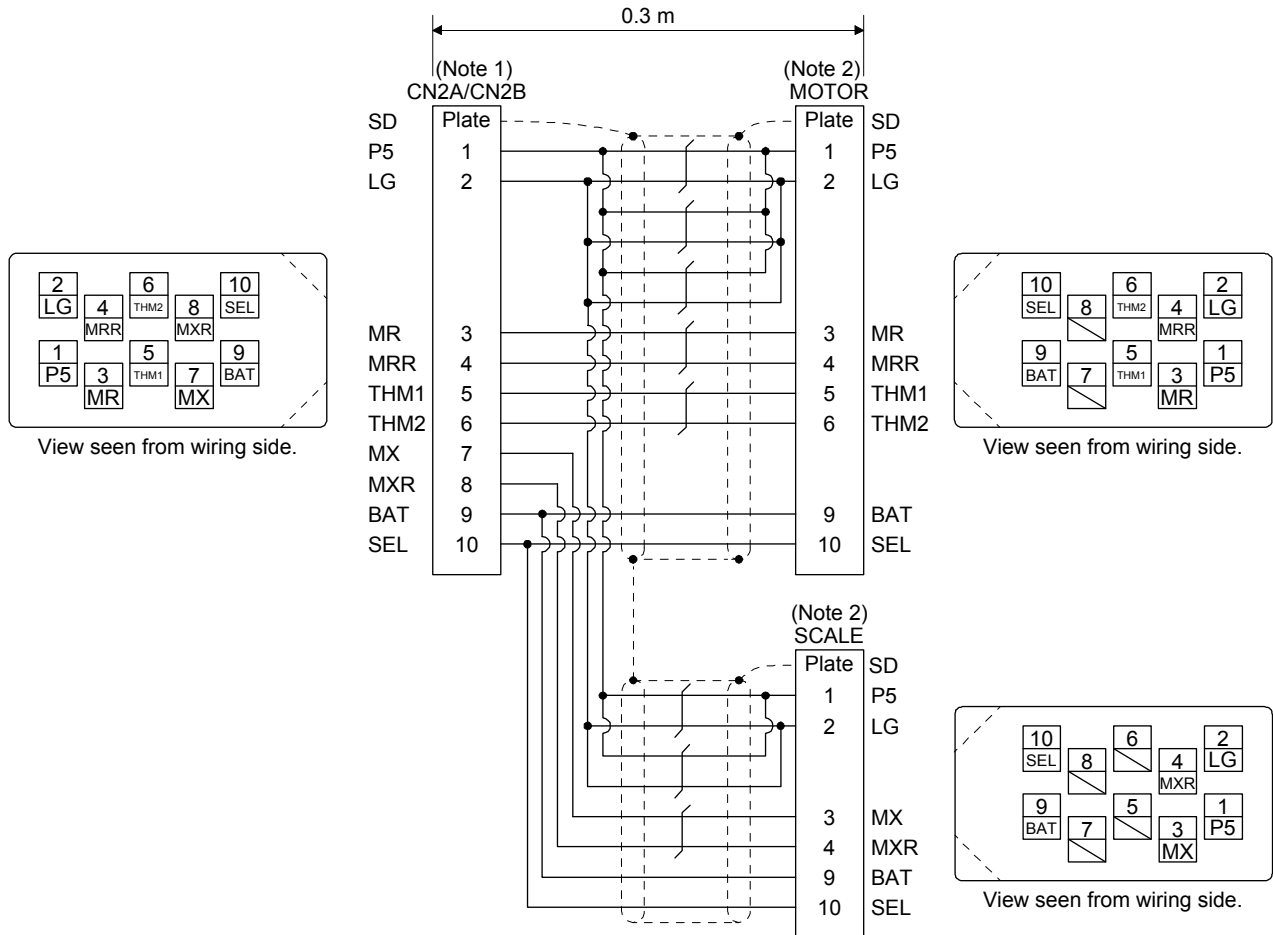 0.3 m
(Note 1)
CN2A/CN2B
(Note 2)
MOTOR
SD Plate Plate SD
P5 1 1 P5
LG 2 2 LG
MR 3 3 MR
MRR 4 4 MRR
THM1 5 5 THM1
THM2 6 6 THM2
MX 7
MXR 8
BAT 9 9 BAT
SEL 10 10 SEL
2 6 10
LG 4 THM2 8 SEL
MRR MXR
1 5 9
P5 3 THM1 7 BAT
MR MX
View seen from wiring side.
10 6 2
SEL 8 THM2 4 LG
MRR
9 5 1
BAT 7 THM1 3 P5
MR
View seen from wiring side.
(Note 2)
SCALE
Plate SD
1 P5
2 LG
3 MX
4 MXR
9 BAT
10 SEL
10 6 2
SEL 8 4 LG
MXR
9 5 1
BAT 7 3 P5
MX
View seen from wiring side.